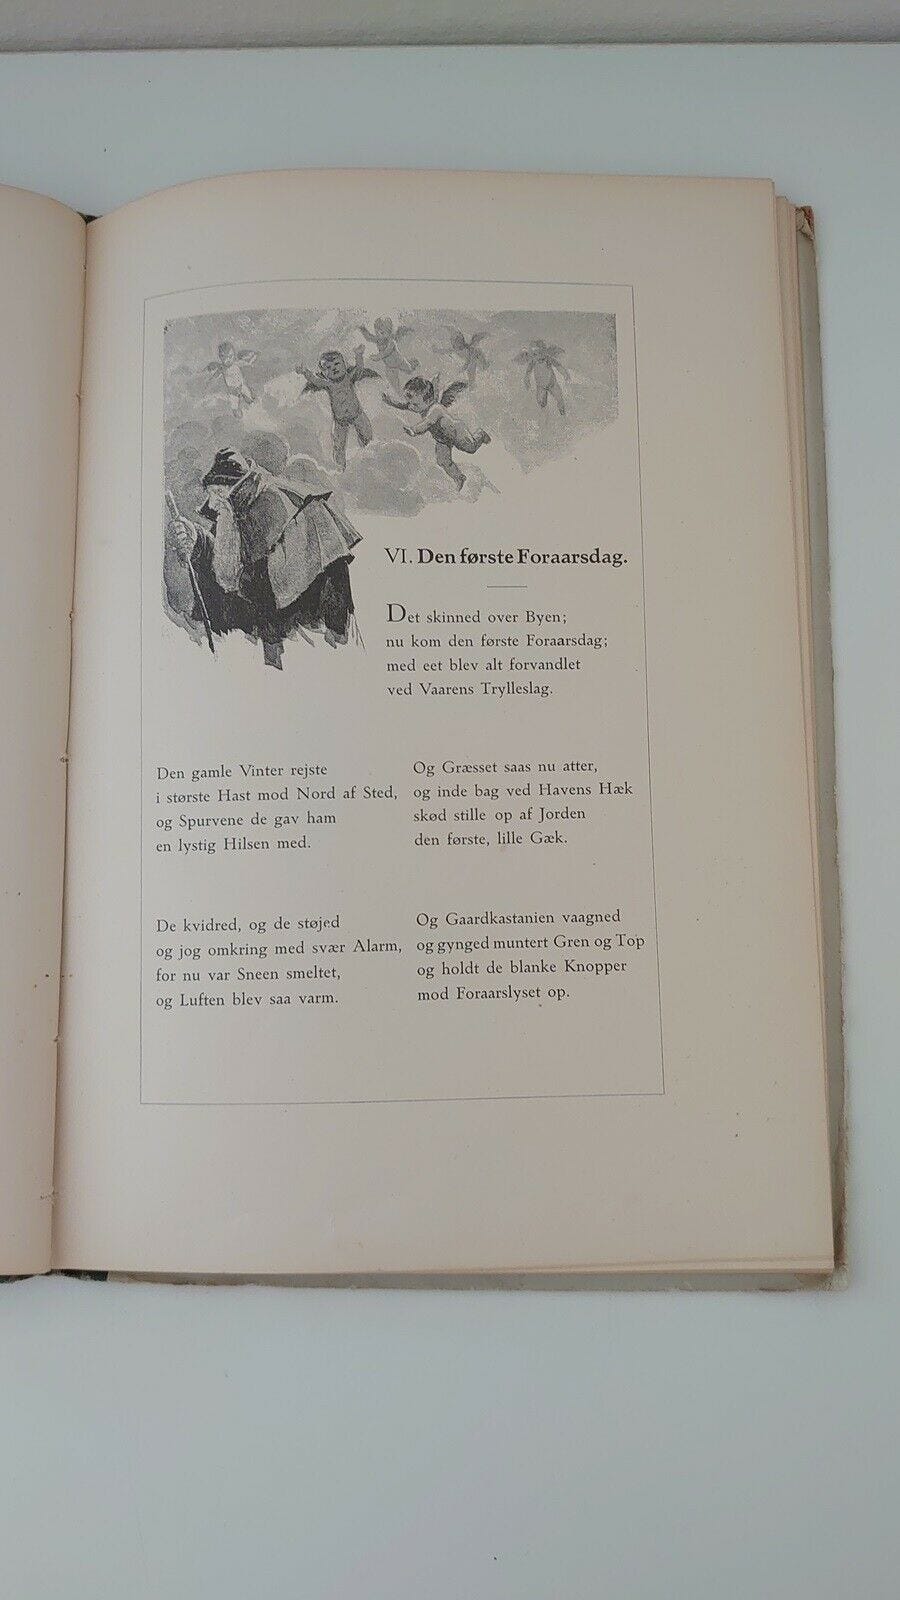 VI. Den første Foraarsdag.
Det skinned over Byen;
nu kom den første Foraarsdag;
med eet blev alt forvandlet
ved Vaarens Trylleslag.
Den gamle Vinter rejste
i største Hast mod Nord af Sted,
og Spurvene de gav ham
en lystig Hilsen med.
De kvidred, og de støjed
og jog omkring med svær Alarm,
for nu var Sneen smeltet,
og Luften blev saa varm.
Og Græsset saas nu atter,
og inde bag ved Havens Hæk
skød stille op af Jorden
den første, lille Gæk.
Og Gaardkastanien vaagned
og gynged muntert Gren og Top
og holdt de blanke Knopper
mod Foraarslyset op.